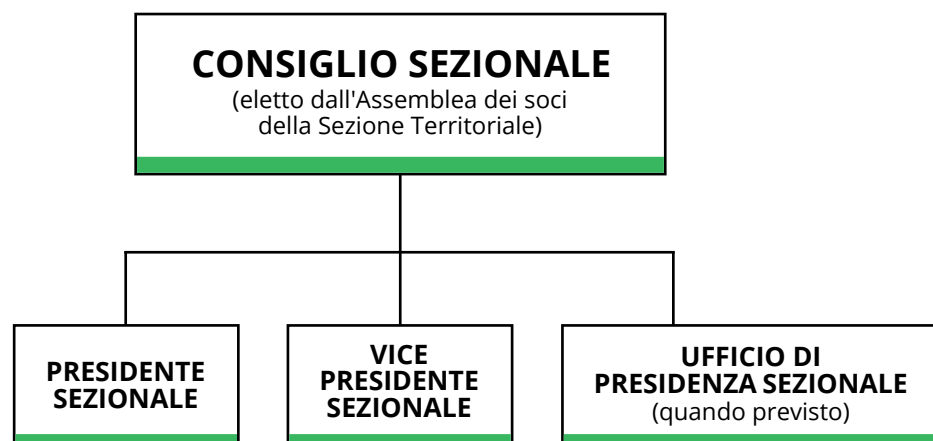 CONSIGLIO SEZIONALE
(eletto dall'Assemblea dei soci
della Sezione Territoriale)
PRESIDENTE
SEZIONALE
VICE
PRESIDENTE
SEZIONALE
UFFICIO DI
PRESIDENZA SEZIONALE
(quando previsto)